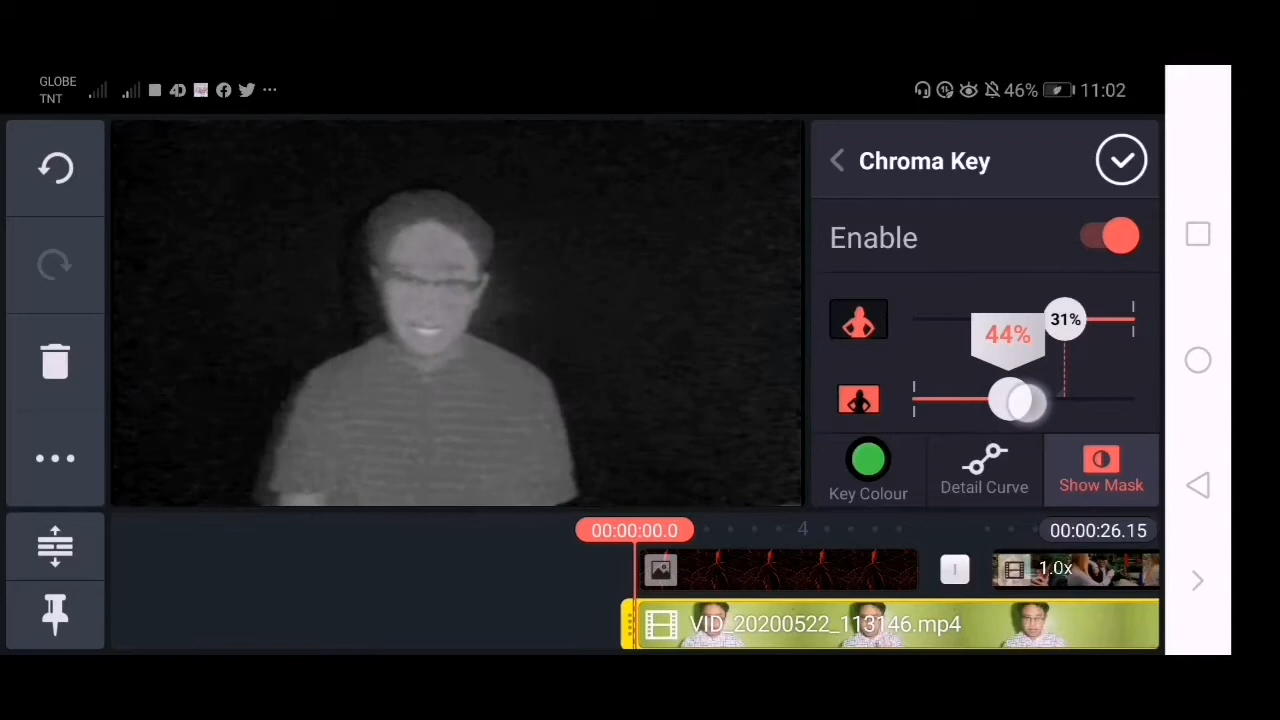 GLOBE
TNT
4D
46%
11:02
Chroma Key
Enable
31%
44%
Key Colour
Detail Curve
Show Mask
00:00:00.0
4
00:00:26.15
1.0x
VID_20200522_113146.mp4